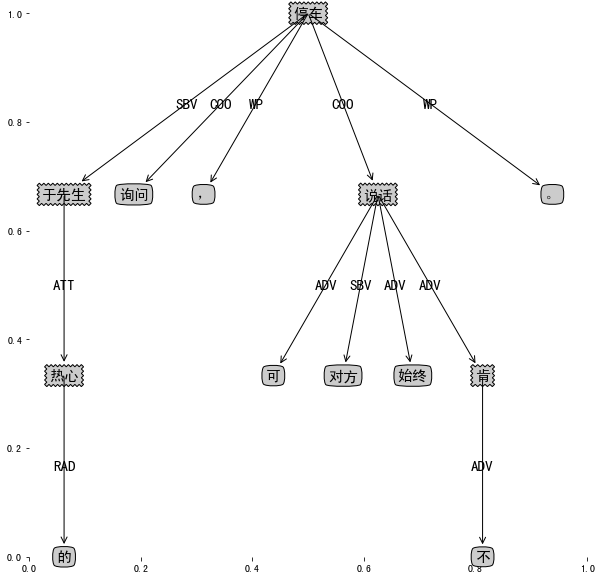 停车
1.0
0.8
SBV COO WP COO WP
于先生 询问 ， 说话 。
0.6
ATT ADV SBV ADV ADV
0.4
热心 可 对方 始终 肯
0.2
RAD ADV
的 不
0.0
0.0 0.2 0.4 0.6 0.8 1.0